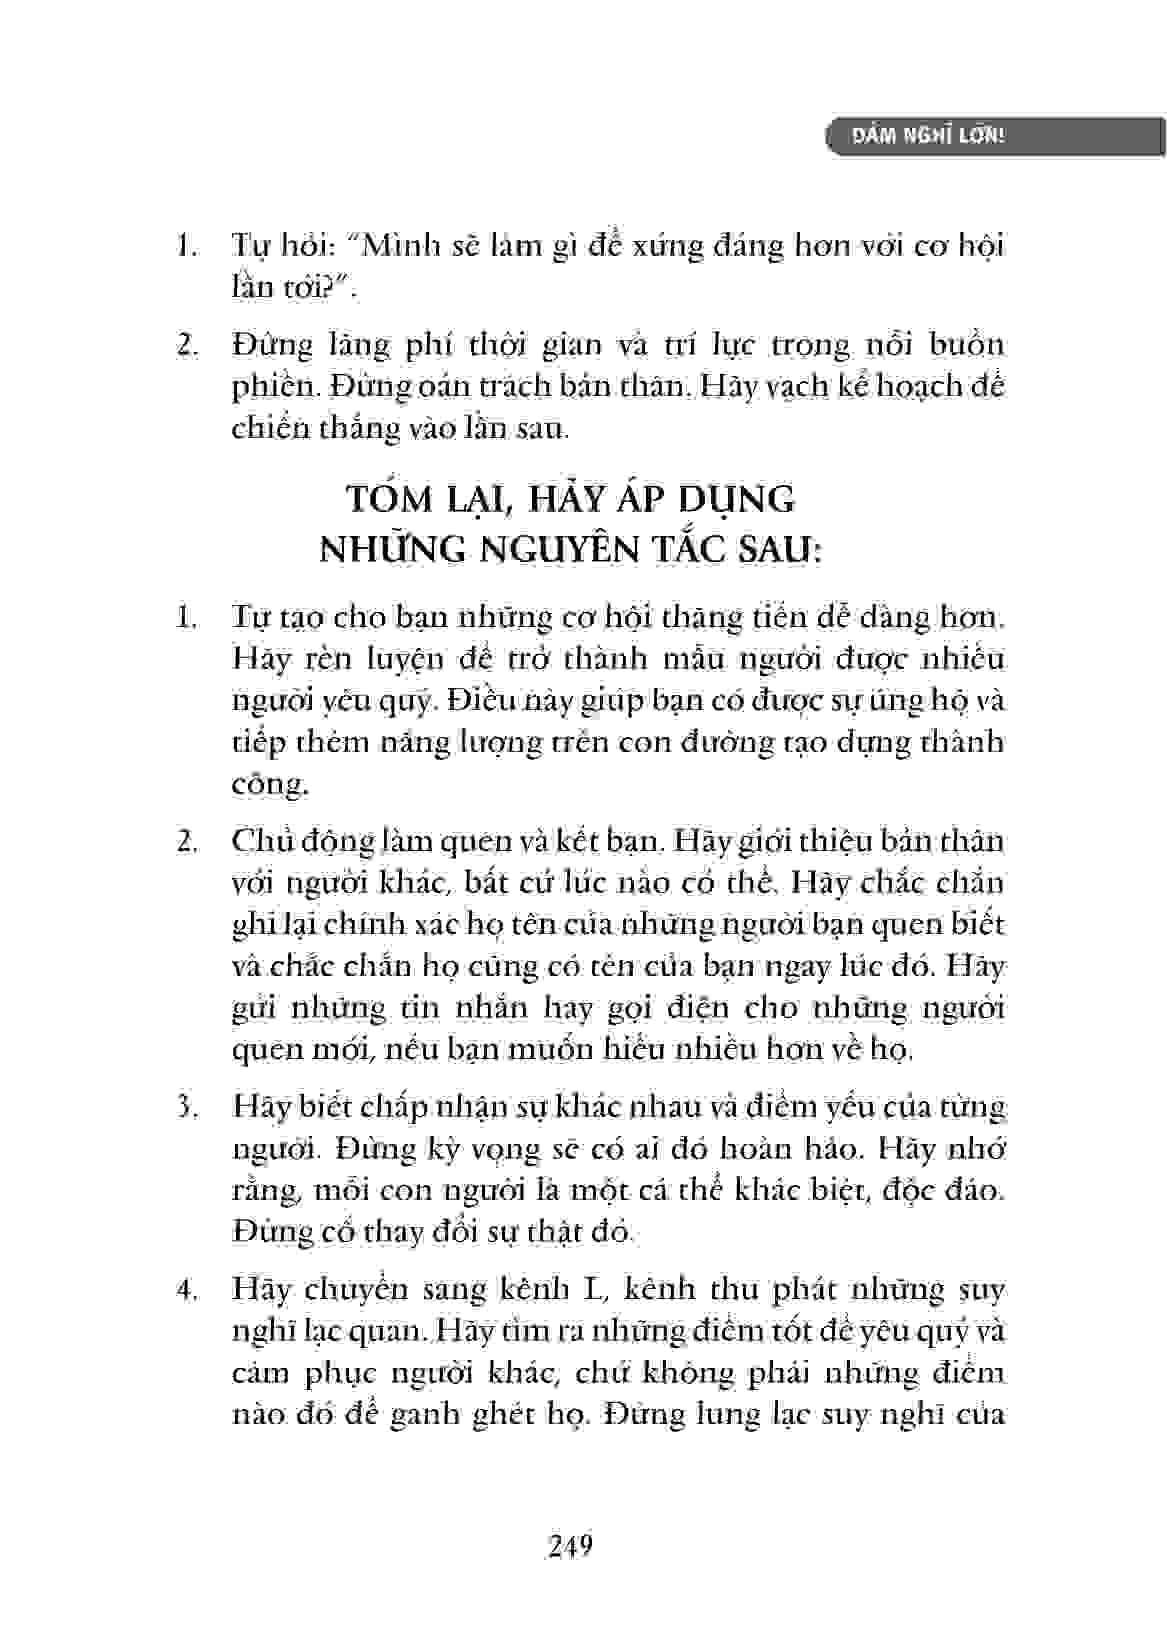 DÁM NGHĨ LỚN!
1. Tự hỏi: “Mình sẽ làm gì để xứng đáng hơn với cơ hội
lần tới?”.
2. Đừng lãng phí thời gian và trí lực trong nỗi buồn
phiền. Đừng oán trách bản thân. Hãy vạch kế hoạch để
chiến thắng vào lần sau.
TÓM LẠI, HÃY ÁP DỤNG
NHỮNG NGUYÊN TẮC SAU:
1. Tự tạo cho bạn những cơ hội thăng tiến dễ dàng hơn.
Hãy rèn luyện để trở thành mẫu người được nhiều
người yêu quý. Điều này giúp bạn có được sự ủng hộ và
tiếp thêm năng lượng trên con đường tạo dựng thành
công.
2. Chủ động làm quen và kết bạn. Hãy giới thiệu bản thân
với người khác, bất cứ lúc nào có thể. Hãy chắc chắn
ghi lại chính xác họ tên của những người bạn quen biết
và chắc chắn họ cũng có tên của bạn ngay lúc đó. Hãy
gửi những tin nhắn hay gọi điện cho những người
quen mới, nếu bạn muốn hiểu nhiều hơn về họ.
3. Hãy biết chấp nhận sự khác nhau và điểm yếu của từng
người. Đừng kỳ vọng sẽ có ai đó hoàn hảo. Hãy nhớ
rằng, mỗi con người là một cá thể khác biệt, độc đáo.
Đừng cố thay đổi sự thật đó.
4. Hãy chuyển sang kênh L, kênh thu phát những suy
nghĩ lạc quan. Hãy tìm ra những điểm tốt để yêu quý và
cảm phục người khác, chứ không phải những điểm
nào đó để ganh ghét họ. Đừng lung lạc suy nghĩ của
249